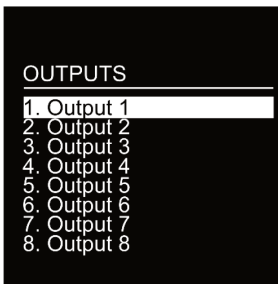 OUTPUTS
1. Output 1
2. Output 2
3. Output 3
4. Output 4
5. Output 5
6. Output 6
7. Output 7
8. Output 8